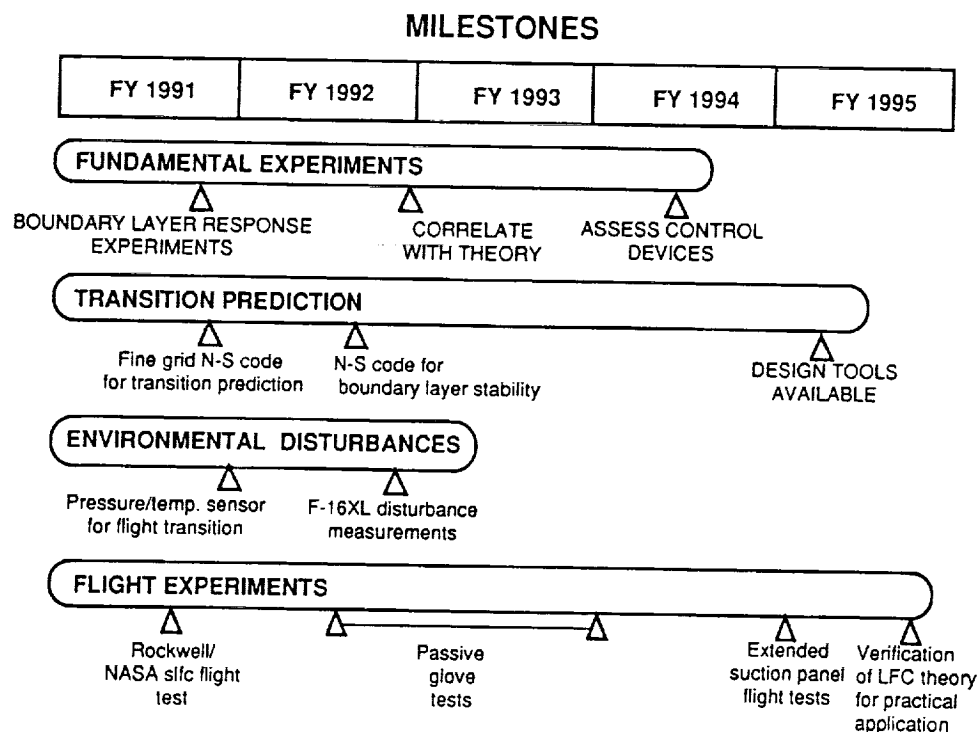 MILESTONES
FY 1991
FY 1992
FY 1993
FY 1994
FY 1995
FUNDAMENTAL EXPERIMENTS
BOUNDARY LAYER RESPONSE
EXPERIMENTS
CORRELATE
WITH THEORY
ASSESS CONTROL
DEVICES
TRANSITION PREDICTION
Fine grid N-S code
for transition prediction
N-S code for
boundary layer stability
DESIGN TOOLS
AVAILABLE
ENVIRONMENTAL DISTURBANCES
Pressure/temp. sensor
for flight transition
F-16XL disturbance
measurements
FLIGHT EXPERIMENTS
Rockwell/
NASA slfc flight
test
Passive
glove
tests
Extended
suction panel
flight tests
Verification
of LFC theory
for practical
application